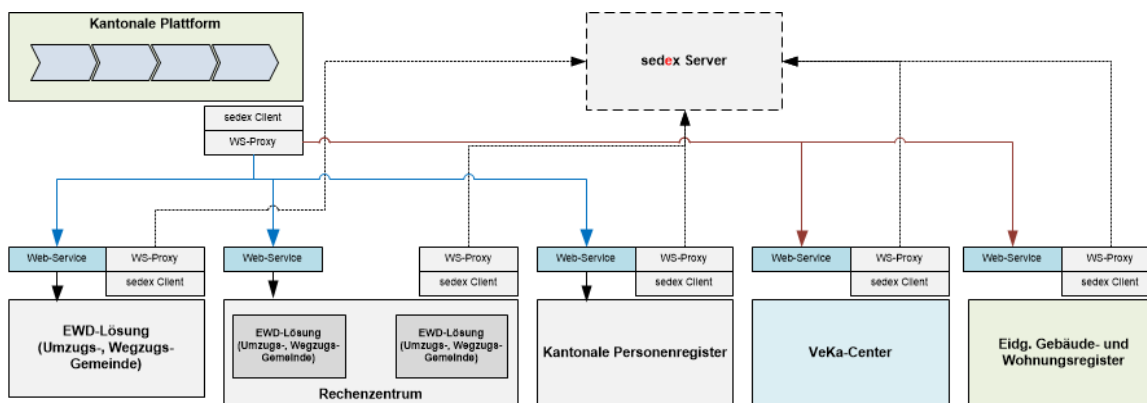 Kantonale Plattform
sedex Server
sedex Client
WS-Proxy
Web-Service
WS-Proxy
sedex Client
EWD-Lösung
(Umzugs-, Wegzugs-
Gemeinde)
Web-Service
WS-Proxy
sedex Client
EWD-Lösung
(Umzugs-, Wegzugs-
Gemeinde)
EWD-Lösung
(Umzugs-, Wegzugs-
Gemeinde)
Rechenzentrum
Web-Service
WS-Proxy
sedex Client
Kantonale Personenregister
Web-Service
WS-Proxy
sedex Client
VeKa-Center
Web-Service
WS-Proxy
sedex Client
Eidg. Gebäude- und
Wohnungsregister